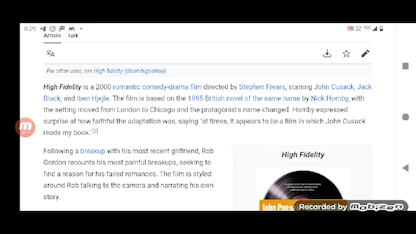 8:29
Article Talk
For other uses, see High fidelity (disambiguation)
High Fidelity is a 2000 romantic comedy-drama film directed by Stephen Frears, starring John Cusack, Jack
Black, and Iben Hjejle. The film is based on the 1995 British novel of the same name by Nick Hornby, with
the setting moved from London to Chicago and the protagonist's name changed. Hornby expressed
surprise at how faithful the adaptation was, saying "at times, it appears to be a film in which John Cusack
reads my book."[2]
Following a breakup with his most recent girlfriend, Rob
Gordon recounts his most painful breakups, seeking to
find a reason for his failed romances. The film is styled
around Rob talking to the camera and narrating his own
story.
High Fidelity
John Cusack
Recorded by Mobizen